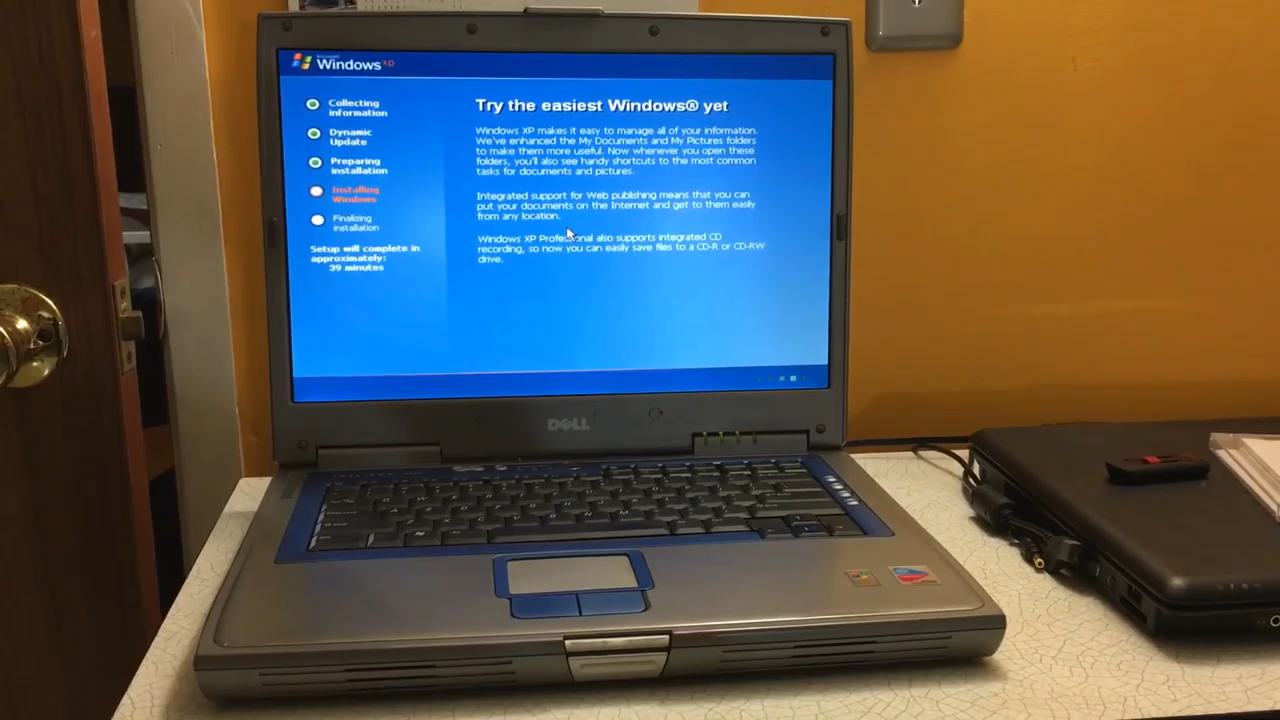 Microsoft
Windows xp
Collecting
information
Dynamic
Update
Preparing
installation
Installing
Windows
Finalizing
installation
Setup will complete in
approximately:
39 minutes
Try the easiest Windows® yet
Windows XP makes it easy to manage all of your information.
We've enhanced the My Documents and My Pictures folders
to make them more useful. Now whenever you open these
folders, you'll also see handy shortcuts to the most common
tasks for documents and pictures.
Integrated support for Web publishing means that you can
put your documents on the Internet and get to them easily
from any location.
Windows XP Professional also supports integrated CD
recording, so now you can easily save files to a CD-R or CD-RW
drive.
DELL